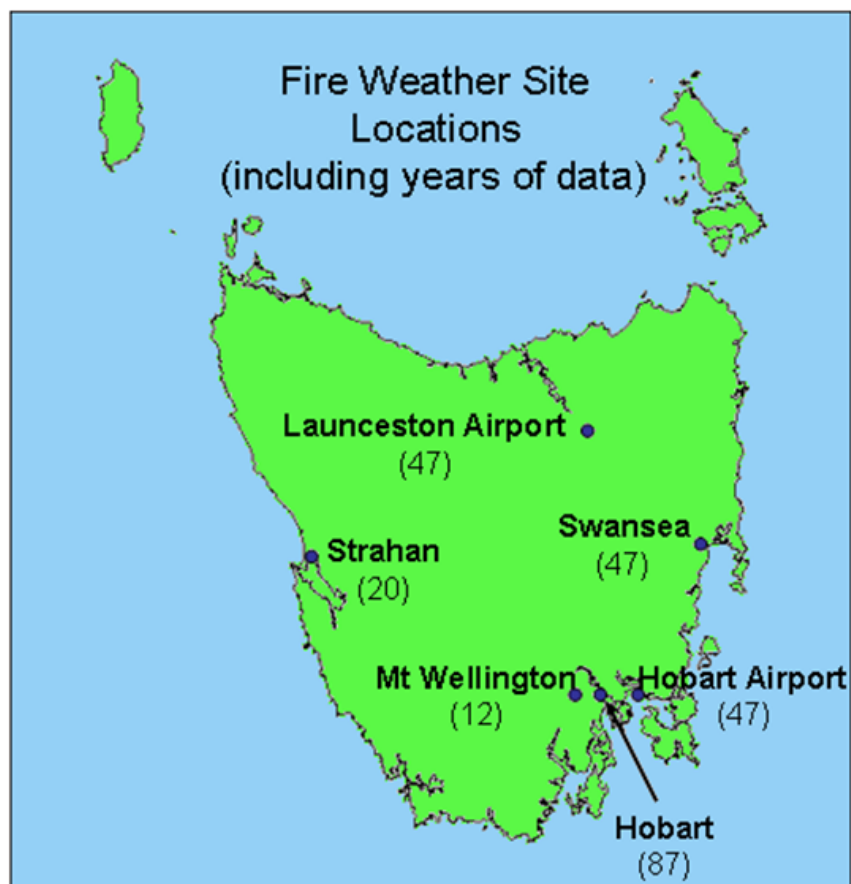 Fire Weather Site
Locations
(including years of data)
Launceston Airport
(47)
Swansea
(47)
Strahan
(20)
Mt Wellington
(12)
Hobart Airport
(47)
Hobart
(87)